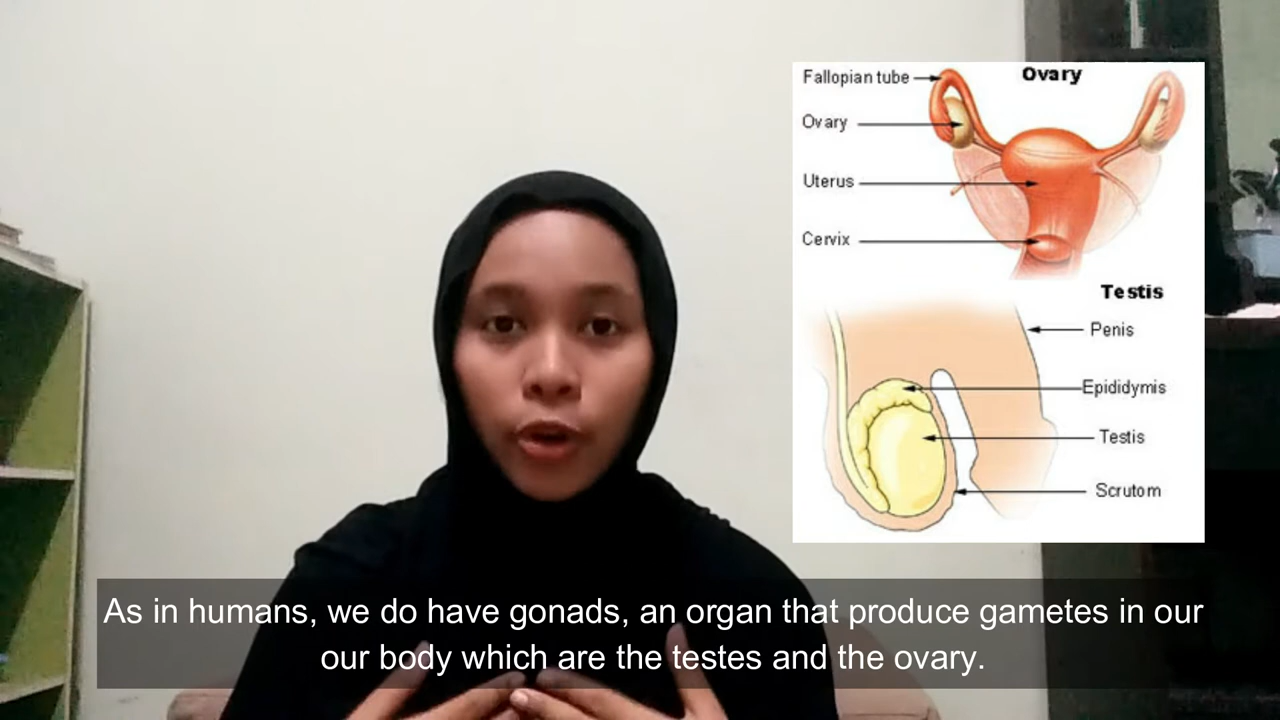 Ovary
Fallopian tube
Ovary
Uterus
Cervix
Testis
Penis
Epididymis
Testis
Scrutom
As in humans, we do have gonads, an organ that produce gametes in our
our body which are the testes and the ovary.